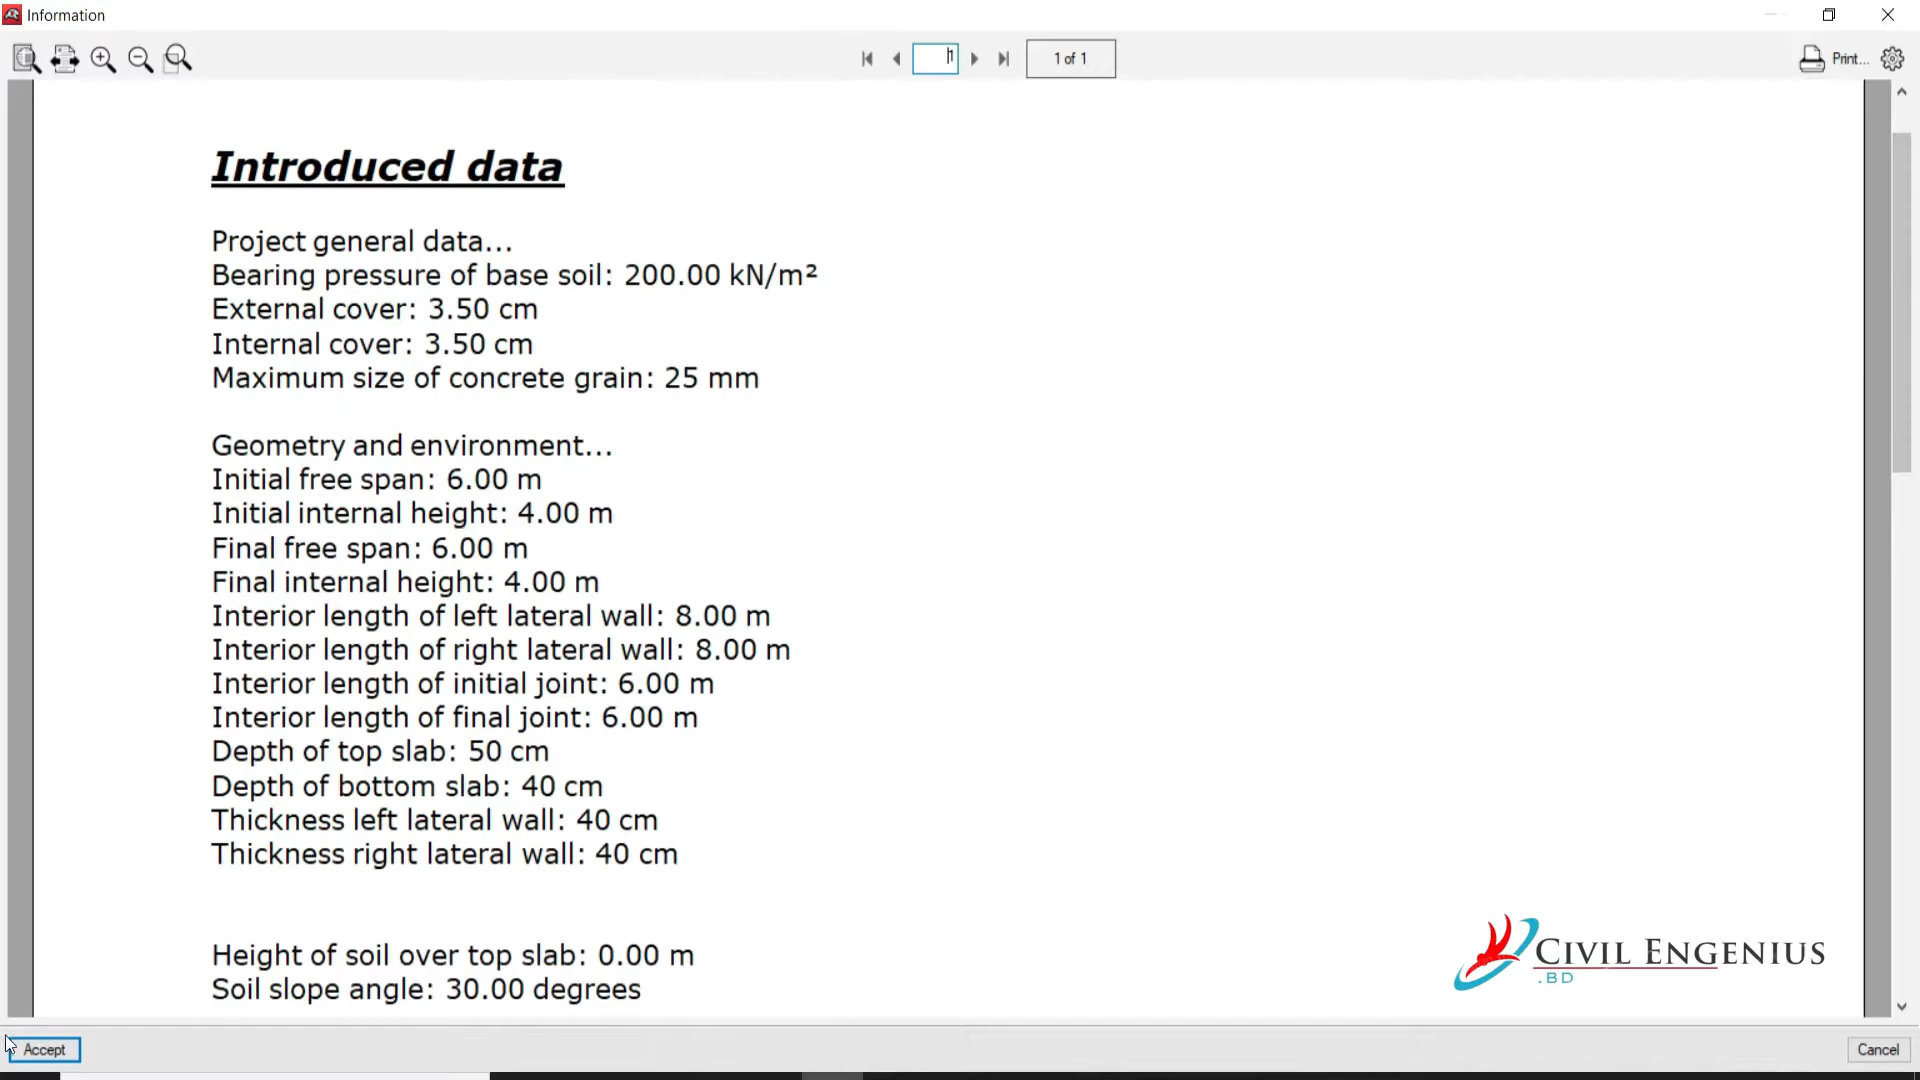 Information
1
1 of 1
Print...
Introduced data
Project general data...
Bearing pressure of base soil: 200.00 kN/m²
External cover: 3.50 cm
Internal cover: 3.50 cm
Maximum size of concrete grain: 25 mm
Geometry and environment...
Initial free span: 6.00 m
Initial internal height: 4.00 m
Final free span: 6.00 m
Final internal height: 4.00 m
Interior length of left lateral wall: 8.00 m
Interior length of right lateral wall: 8.00 m
Interior length of initial joint: 6.00 m
Interior length of final joint: 6.00 m
Depth of top slab: 50 cm
Depth of bottom slab: 40 cm
Thickness left lateral wall: 40 cm
Thickness right lateral wall: 40 cm
Height of soil over top slab: 0.00 m
Soil slope angle: 30.00 degrees
CIVIL ENGENIUS
.BD
Accept
Cancel